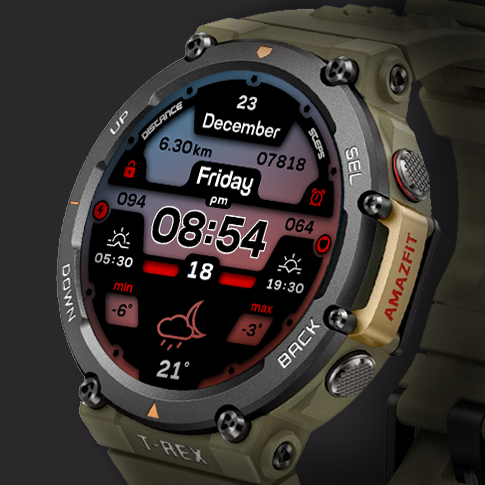 UP
DOWN
SEL
BACK
AMAZFIT
T-REX
23
December
DISTANCE
STEPS
6.30km
07818
Friday
pm
094
064
08:54
05:30
18
19:30
min
-6°
max
-3°
21°